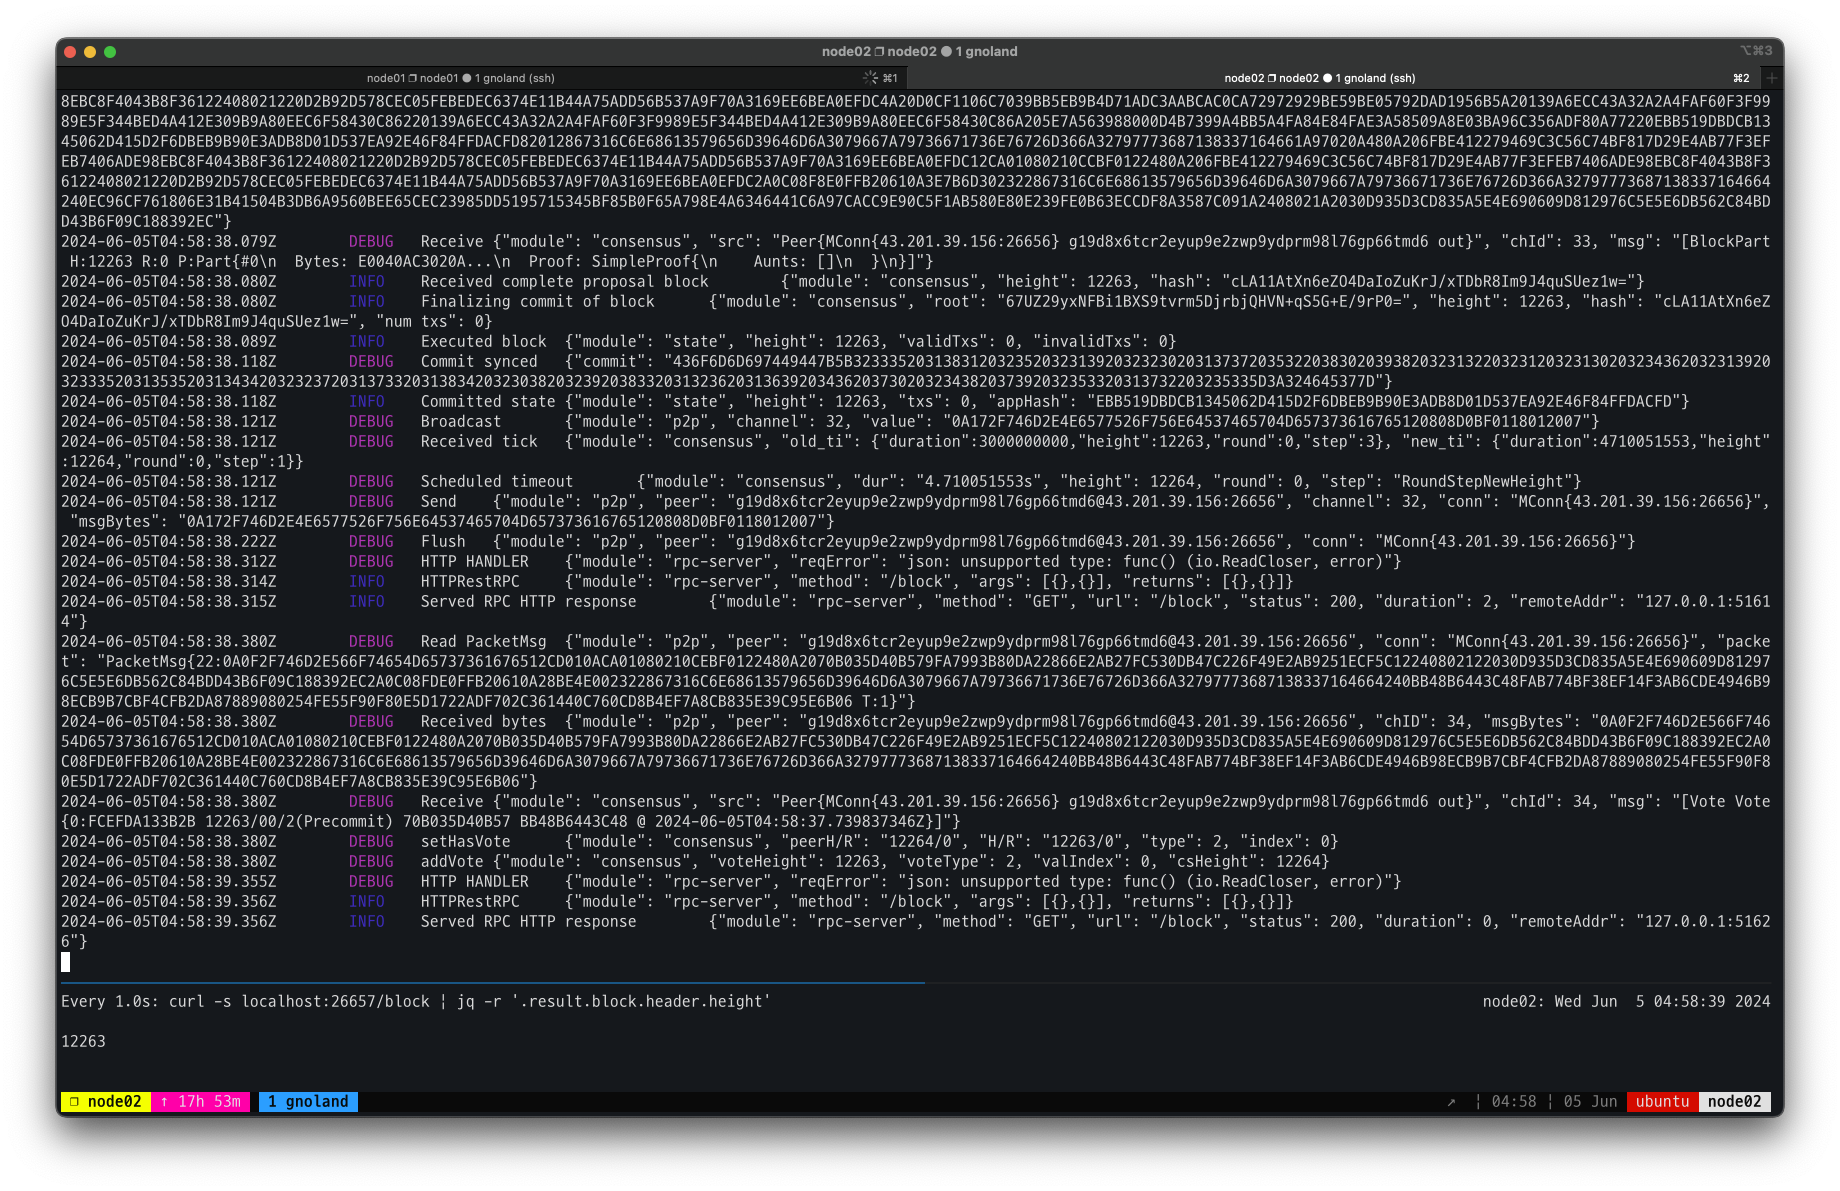 node02 ❐ node02 ● 1 gnoland
⌥⌘3
node01 ❐ node01 ● 1 gnoland (ssh)
⌘1
node02 ❐ node02 ● 1 gnoland (ssh)
⌘2
+
8EBC8F4043B8F36122408021220D2B92D578CEC05FEBEDEC6374E11B44A75ADD56B537A9F70A3169EE6BEA0EFDC4A20D0CF1106C7039BB5EB9B4D71ADC3AABCAC0CA72972929BE59BE05792DAD1956B5A20139A6ECC43A32A2A4FAF60F3F99
89E5F344BED4A412E309B9A80EEC6F58430C86220139A6ECC43A32A2A4FAF60F3F9989E5F344BED4A412E309B9A80EEC6F58430C86A205E7A563988000D4B7399A4BB5A4FA84E84FAE3A58509A8E03BA96C356ADF80A77220EBB519DBDCB13
45062D415D2F6DBEB9B90E3ADB8D01D537EA92E46F84FFDACFD82012867316C6E68613579656D39646D6A3079667A79736671736E76726D366A32797773687138337164661A97020A480A206FBE412279469C3C56C74BF817D29E4AB77F3EF
EB7406ADE98EBC8F4043B8F36122408021220D2B92D578CEC05FEBEDEC6374E11B44A75ADD56B537A9F70A3169EE6BEA0EFDC12CA01080210CCBF0122480A206FBE412279469C3C56C74BF817D29E4AB77F3EFEB7406ADE98EBC8F4043B8F3
6122408021220D2B92D578CEC05FEBEDEC6374E11B44A75ADD56B537A9F70A3169EE6BEA0EFDC2A0C08F8E0FFB20610A3E7B6D302322867316C6E68613579656D39646D6A3079667A79736671736E76726D366A3279777368713833716466​4
240EC96CF761806E31B41504B3DB6A9560BEE65CEC23985DD5195715345BF85B0F65A798E4A6346441C6A97CACC9E90C5F1AB580E80E239FE0B63ECCDF8A3587C091A2408021A2030D935D3CD835A5E4E690609D812976C5E5E6DB562C84BD
D43B6F09C188392EC"}
2024-06-05T04:58:38.079Z DEBUG Receive {"module": "consensus", "src": "Peer{MConn{43.201.39.156:26656} g19d8x6tcr2eyup9e2zwp9ydprm98l76gp66tmd6 out}", "chId": 33, "msg": "[BlockPart
H:12263 R:0 P:Part{#0\n  Bytes: E0040AC3020A...\n  Proof: SimpleProof{\n    Aunts: []\n  }\n}]"}
2024-06-05T04:58:38.080Z INFO Received complete proposal block {"module": "consensus", "height": 12263, "hash": "cLA11AtXn6eZO4DaIoZuKrJ/xTDbR8Im9J4quSUez1w="}
2024-06-05T04:58:38.080Z INFO Finalizing commit of block {"module": "consensus", "root": "67UZ29yxNFBi1BXS9tvrm5DjrbjQHVN+qS5G+E/9rP0=", "height": 12263, "hash": "cLA11AtXn6eZ
O4DaIoZuKrJ/xTDbR8Im9J4quSUez1w=", "num txs": 0}
2024-06-05T04:58:38.089Z INFO Executed block {"module": "state", "height": 12263, "validTxs": 0, "invalidTxs": 0}
2024-06-05T04:58:38.118Z DEBUG Commit synced {"commit": "436F6D6D697449447B5B323335203138312032352032313920323232302031373720353220383020393820323132203231203231302032343620323139​20
3233352031353520313434203232372031373320313834203230382032392038332031323620313639203436203730203234382037392032353320313732203235335D3A324645377D"}
2024-06-05T04:58:38.118Z INFO Committed state {"module": "state", "height": 12263, "txs": 0, "appHash": "EBB519DBDCB1345062D415D2F6DBEB9B90E3ADB8D01D537EA92E46F84FFDACFD"}
2024-06-05T04:58:38.121Z DEBUG Broadcast {"module": "p2p", "channel": 32, "value": "0A172F746D2E4E6577526F756E64537465704D657373616765120808D0BF0118012007"}
2024-06-05T04:58:38.121Z DEBUG Received tick {"module": "consensus", "old_ti": {"duration":3000000000,"height":12263,"round":0,"step":3}, "new_ti": {"duration":4710051553,"height"
:12264,"round":0,"step":1}}
2024-06-05T04:58:38.121Z DEBUG Scheduled timeout {"module": "consensus", "dur": "4.710051553s", "height": 12264, "round": 0, "step": "RoundStepNewHeight"}
2024-06-05T04:58:38.121Z DEBUG Send {"module": "p2p", "peer": "g19d8x6tcr2eyup9e2zwp9ydprm98l76gp66tmd6@43.201.39.156:26656", "channel": 32, "conn": "MConn{43.201.39.156:26656}",
"msgBytes": "0A172F746D2E4E6577526F756E64537465704D657373616765120808D0BF0118012007"}
2024-06-05T04:58:38.222Z DEBUG Flush {"module": "p2p", "peer": "g19d8x6tcr2eyup9e2zwp9ydprm98l76gp66tmd6@43.201.39.156:26656", "conn": "MConn{43.201.39.156:26656}"}
2024-06-05T04:58:38.312Z DEBUG HTTP HANDLER {"module": "rpc-server", "reqError": "json: unsupported type: func() (io.ReadCloser, error)"}
2024-06-05T04:58:38.314Z INFO HTTPRestRPC {"module": "rpc-server", "method": "/block", "args": [{},{}], "returns": [{},{}]}
2024-06-05T04:58:38.315Z INFO Served RPC HTTP response {"module": "rpc-server", "method": "GET", "url": "/block", "status": 200, "duration": 2, "remoteAddr": "127.0.0.1:5161
4"}
2024-06-05T04:58:38.380Z DEBUG Read PacketMsg {"module": "p2p", "peer": "g19d8x6tcr2eyup9e2zwp9ydprm98l76gp66tmd6@43.201.39.156:26656", "conn": "MConn{43.201.39.156:26656}", "packe
t": "PacketMsg{22:0A0F2F746D2E566F74654D65737361676512CD010ACA01080210CEBF0122480A2070B035D40B579FA7993B80DA22866E2AB27FC530DB47C226F49E2AB9251ECF5C12240802122030D935D3CD835A5E4E690609D812976
C5E5E6DB562C84BDD43B6F09C188392EC2A0C08FDE0FFB20610A28BE4E002322867316C6E68613579656D39646D6A3079667A79736671736E76726D366A327977736871383371646642​40BB48B6443C48FAB774BF38EF14F3AB6CDE4946B9
8ECB9B7CBF4CFB2DA87889080254FE55F90F80E5D1722ADF702C361440C760CD8B4EF7A8CB835E39C95E6B06 T:1}"}
2024-06-05T04:58:38.380Z DEBUG Received bytes {"module": "p2p", "peer": "g19d8x6tcr2eyup9e2zwp9ydprm98l76gp66tmd6@43.201.39.156:26656", "chID": 34, "msgBytes": "0A0F2F746D2E566F746
54D65737361676512CD010ACA01080210CEBF0122480A2070B035D40B579FA7993B80DA22866E2AB27FC530DB47C226F49E2AB9251ECF5C12240802122030D935D3CD835A5E4E690609D812976C5E5E6DB562C84BDD43B6F09C188392EC2A0
C08FDE0FFB20610A28BE4E002322867316C6E68613579656D39646D6A3079667A79736671736E76726D366A32797773687138337164664240BB48B6443C48FAB774BF38EF14F3AB6CDE4946B98ECB9B7CBF4CFB2DA87889080254FE55F90F8
0E5D1722ADF702C361440C760CD8B4EF7A8CB835E39C95E6B06"}
2024-06-05T04:58:38.380Z DEBUG Receive {"module": "consensus", "src": "Peer{MConn{43.201.39.156:26656} g19d8x6tcr2eyup9e2zwp9ydprm98l76gp66tmd6 out}", "chId": 34, "msg": "[Vote Vote
{0:FCEFDA133B2B 12263/00/2(Precommit) 70B035D40B57 BB48B6443C48 @ 2024-06-05T04:58:37.739837346Z}]"}
2024-06-05T04:58:38.380Z DEBUG setHasVote {"module": "consensus", "peerH/R": "12264/0", "H/R": "12263/0", "type": 2, "index": 0}
2024-06-05T04:58:38.380Z DEBUG addVote {"module": "consensus", "voteHeight": 12263, "voteType": 2, "valIndex": 0, "csHeight": 12264}
2024-06-05T04:58:39.355Z DEBUG HTTP HANDLER {"module": "rpc-server", "reqError": "json: unsupported type: func() (io.ReadCloser, error)"}
2024-06-05T04:58:39.356Z INFO HTTPRestRPC {"module": "rpc-server", "method": "/block", "args": [{},{}], "returns": [{},{}]}
2024-06-05T04:58:39.356Z INFO Served RPC HTTP response {"module": "rpc-server", "method": "GET", "url": "/block", "status": 200, "duration": 0, "remoteAddr": "127.0.0.1:5162
6"}
Every 1.0s: curl -s localhost:26657/block ¦ jq -r '.result.block.header.height' node02: Wed Jun  5 04:58:39 2024
12263
❐ node02 ↑ 17h 53m 1 gnoland ↗ ¦ 04:58 ¦ 05 Jun ubuntu node02